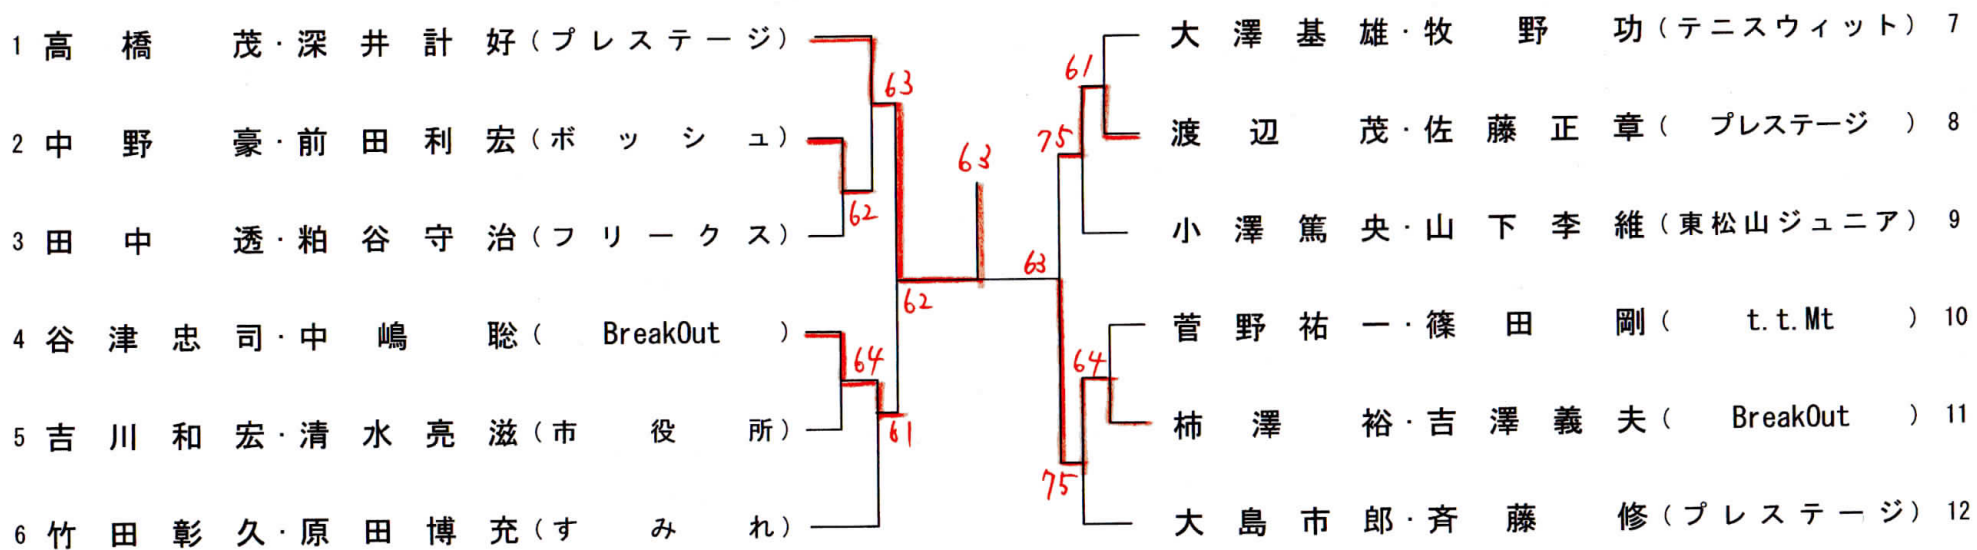 1 高橋 茂・深井計好(プレステージ)
2 中野 豪・前田利宏(ボッシュ)
3 田中 透・粕谷守治(フリークス)
4 谷津忠司・中嶋 聡(BreakOut)
5 吉川和宏・清水亮滋(市役所)
6 竹田彰久・原田博充(すみれ)
63
62
64
61
62
63
63
大澤基雄・牧野 功(テニスウィット) 7
渡辺 茂・佐藤正章(プレステージ) 8
小澤篤央・山下李維(東松山ジュニア) 9
菅野祐一・篠田 剛(t.t.Mt) 10
柿澤 裕・吉澤義夫(BreakOut) 11
大島市郎・斉藤 修(プレステージ) 12
61
75
64
75